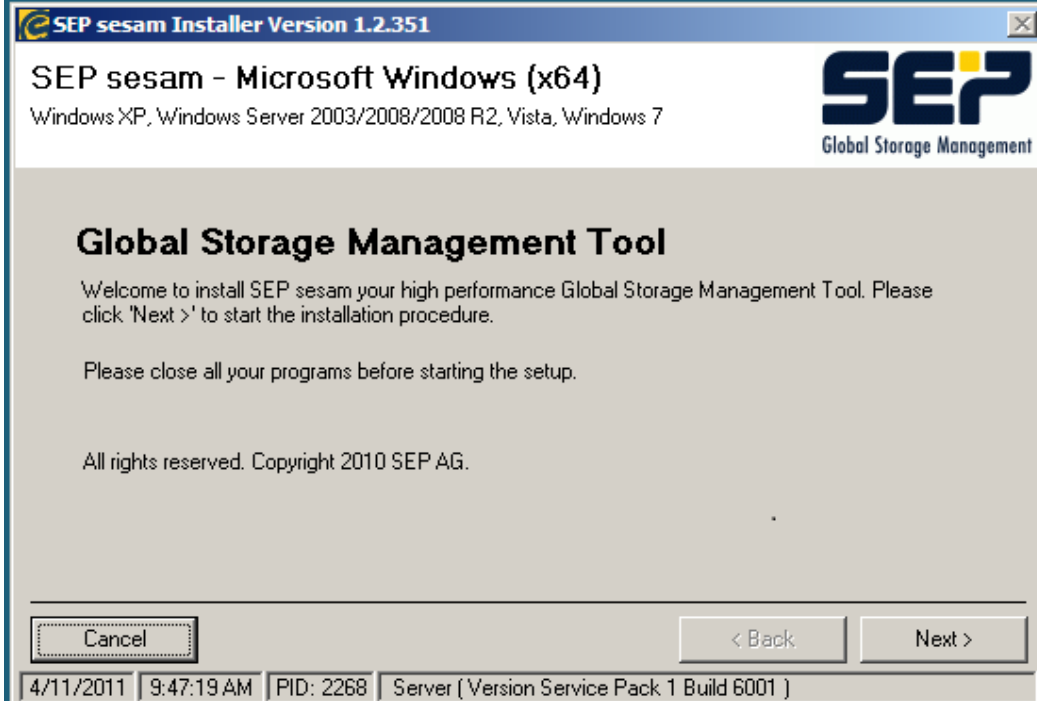 SEP sesam Installer Version 1.2.351
SEP sesam - Microsoft Windows (x64)
Windows XP, Windows Server 2003/2008/2008 R2, Vista, Windows 7
SEP
Global Storage Management
Global Storage Management Tool
Welcome to install SEP sesam your high performance Global Storage Management Tool. Please
click 'Next >' to start the installation procedure.
Please close all your programs before starting the setup.
All rights reserved. Copyright 2010 SEP AG.
Cancel
< Back
Next >
4/11/2011 9:47:19 AM PID: 2268 Server ( Version Service Pack 1 Build 6001 )